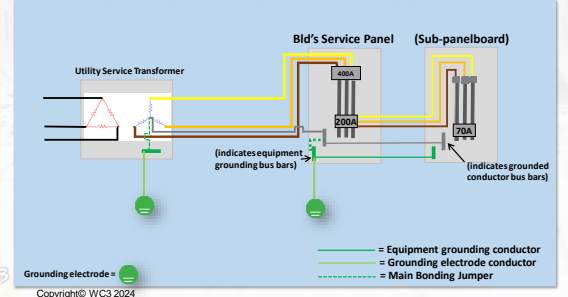 Bld's Service Panel
(Sub-panelboard)
Utility Service Transformer
400A
200A
70A
(indicates equipment
grounding bus bars)
(indicates grounded
conductor bus bars)
= Equipment grounding conductor
= Grounding electrode conductor
= Main Bonding Jumper
Grounding electrode =
Copyright© WC3 2024